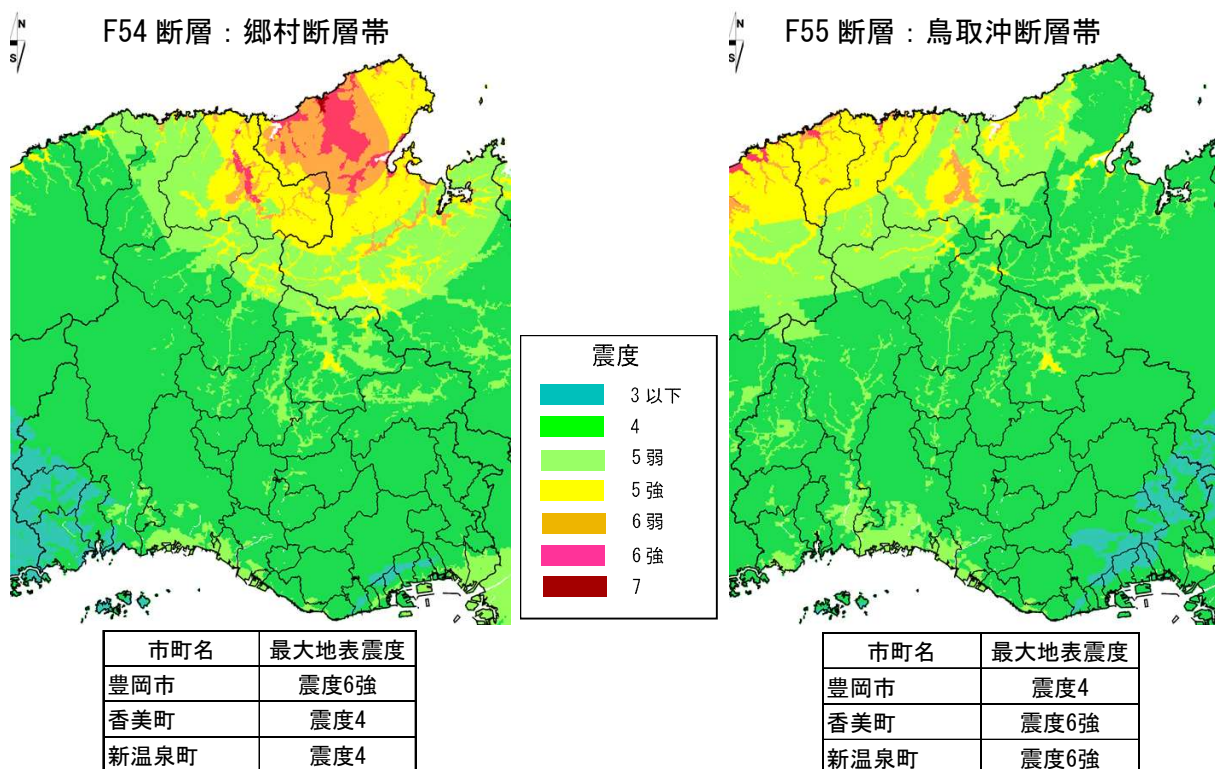 N
S
F54 断層:郷村断層帯
N
S
F55 断層:鳥取沖断層帯
震度
3 以下
4
5 弱
5 強
6 弱
6 強
7
市町名 最大地表震度
豊岡市 震度6強
香美町 震度4
新温泉町 震度4
市町名 最大地表震度
豊岡市 震度4
香美町 震度6強
新温泉町 震度6強